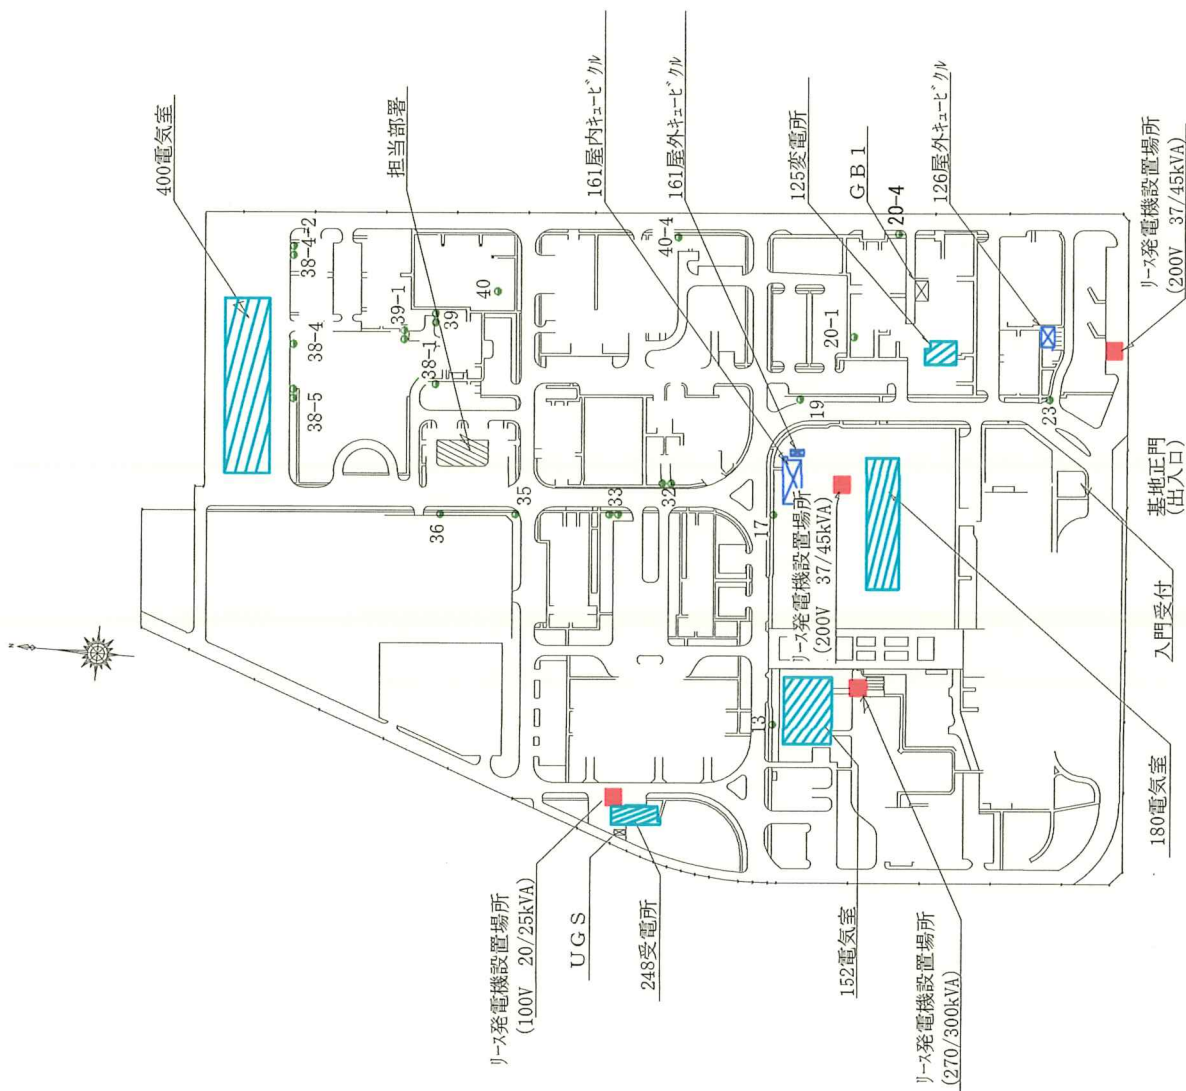 N
400電気室
担当部署
161屋内キュービクル
161屋外キュービクル
125変電所
GB1
126屋外キュービクル
リース発電機設置場所
(200V 37/45kVA)
38-4-2
38-4
38-5
39-1
39
38-1
40
40-4
20-4
20-1
19
23
36
35
33
32
17
13
リース発電機設置場所
(200V 37/45kVA)
基地正門
(出入口)
入門受付
180電気室
リース発電機設置場所
(100V 20/25kVA)
UGS
248受電所
152電気室
リース発電機設置場所
(270/300kVA)